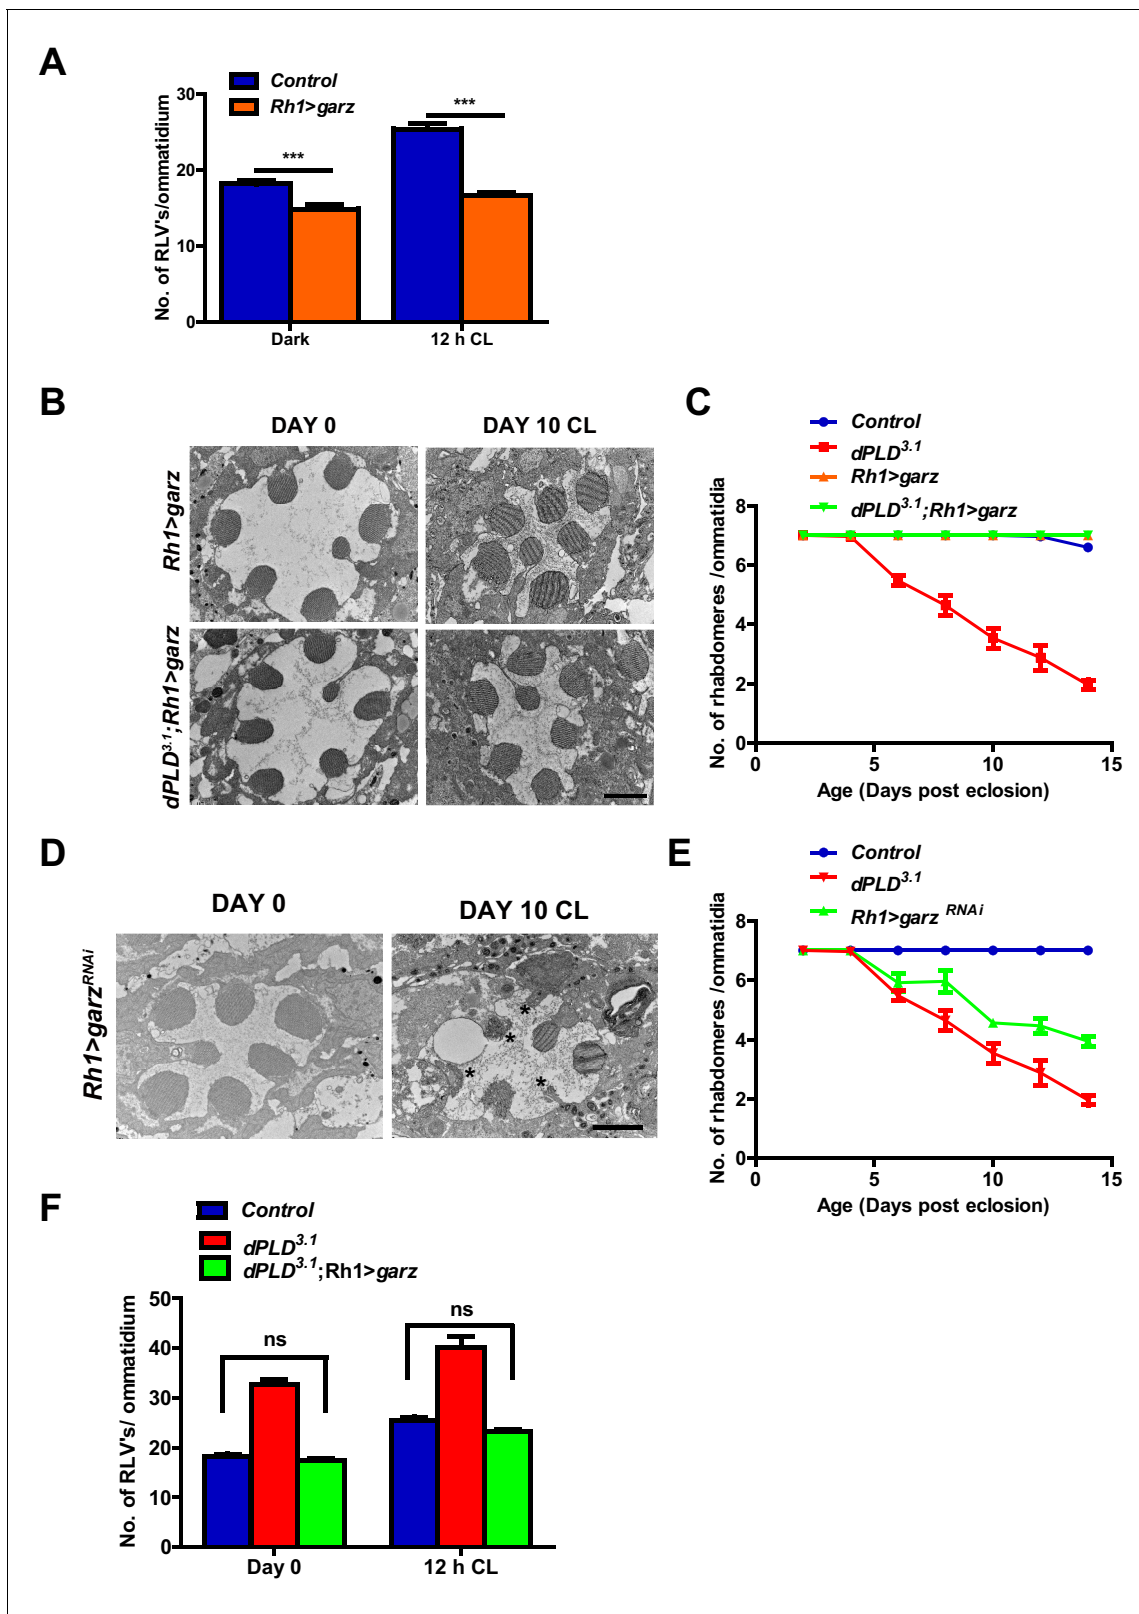 A
Control
Rh1>garz
No. of RLV's/ommatidium
30
20
10
0
***
***
Dark
12 h CL
B
DAY 0
DAY 10 CL
Rh1>garz
dPLD3.1;Rh1>garz
C
Control
dPLD3.1
Rh1>garz
dPLD3.1;Rh1>garz
No. of rhabdomeres /ommatidia
8
6
4
2
0
0
5
10
15
Age (Days post eclosion)
D
DAY 0
DAY 10 CL
Rh1>garzRNAi
*
*
*
*
E
Control
dPLD3.1
Rh1>garz RNAi
No. of rhabdomeres /ommatidia
8
6
4
2
0
0
5
10
15
Age (Days post eclosion)
F
Control
dPLD3.1
dPLD3.1;Rh1>garz
No. of RLV's/ ommatidium
50
40
30
20
10
0
ns
ns
Day 0
12 h CL